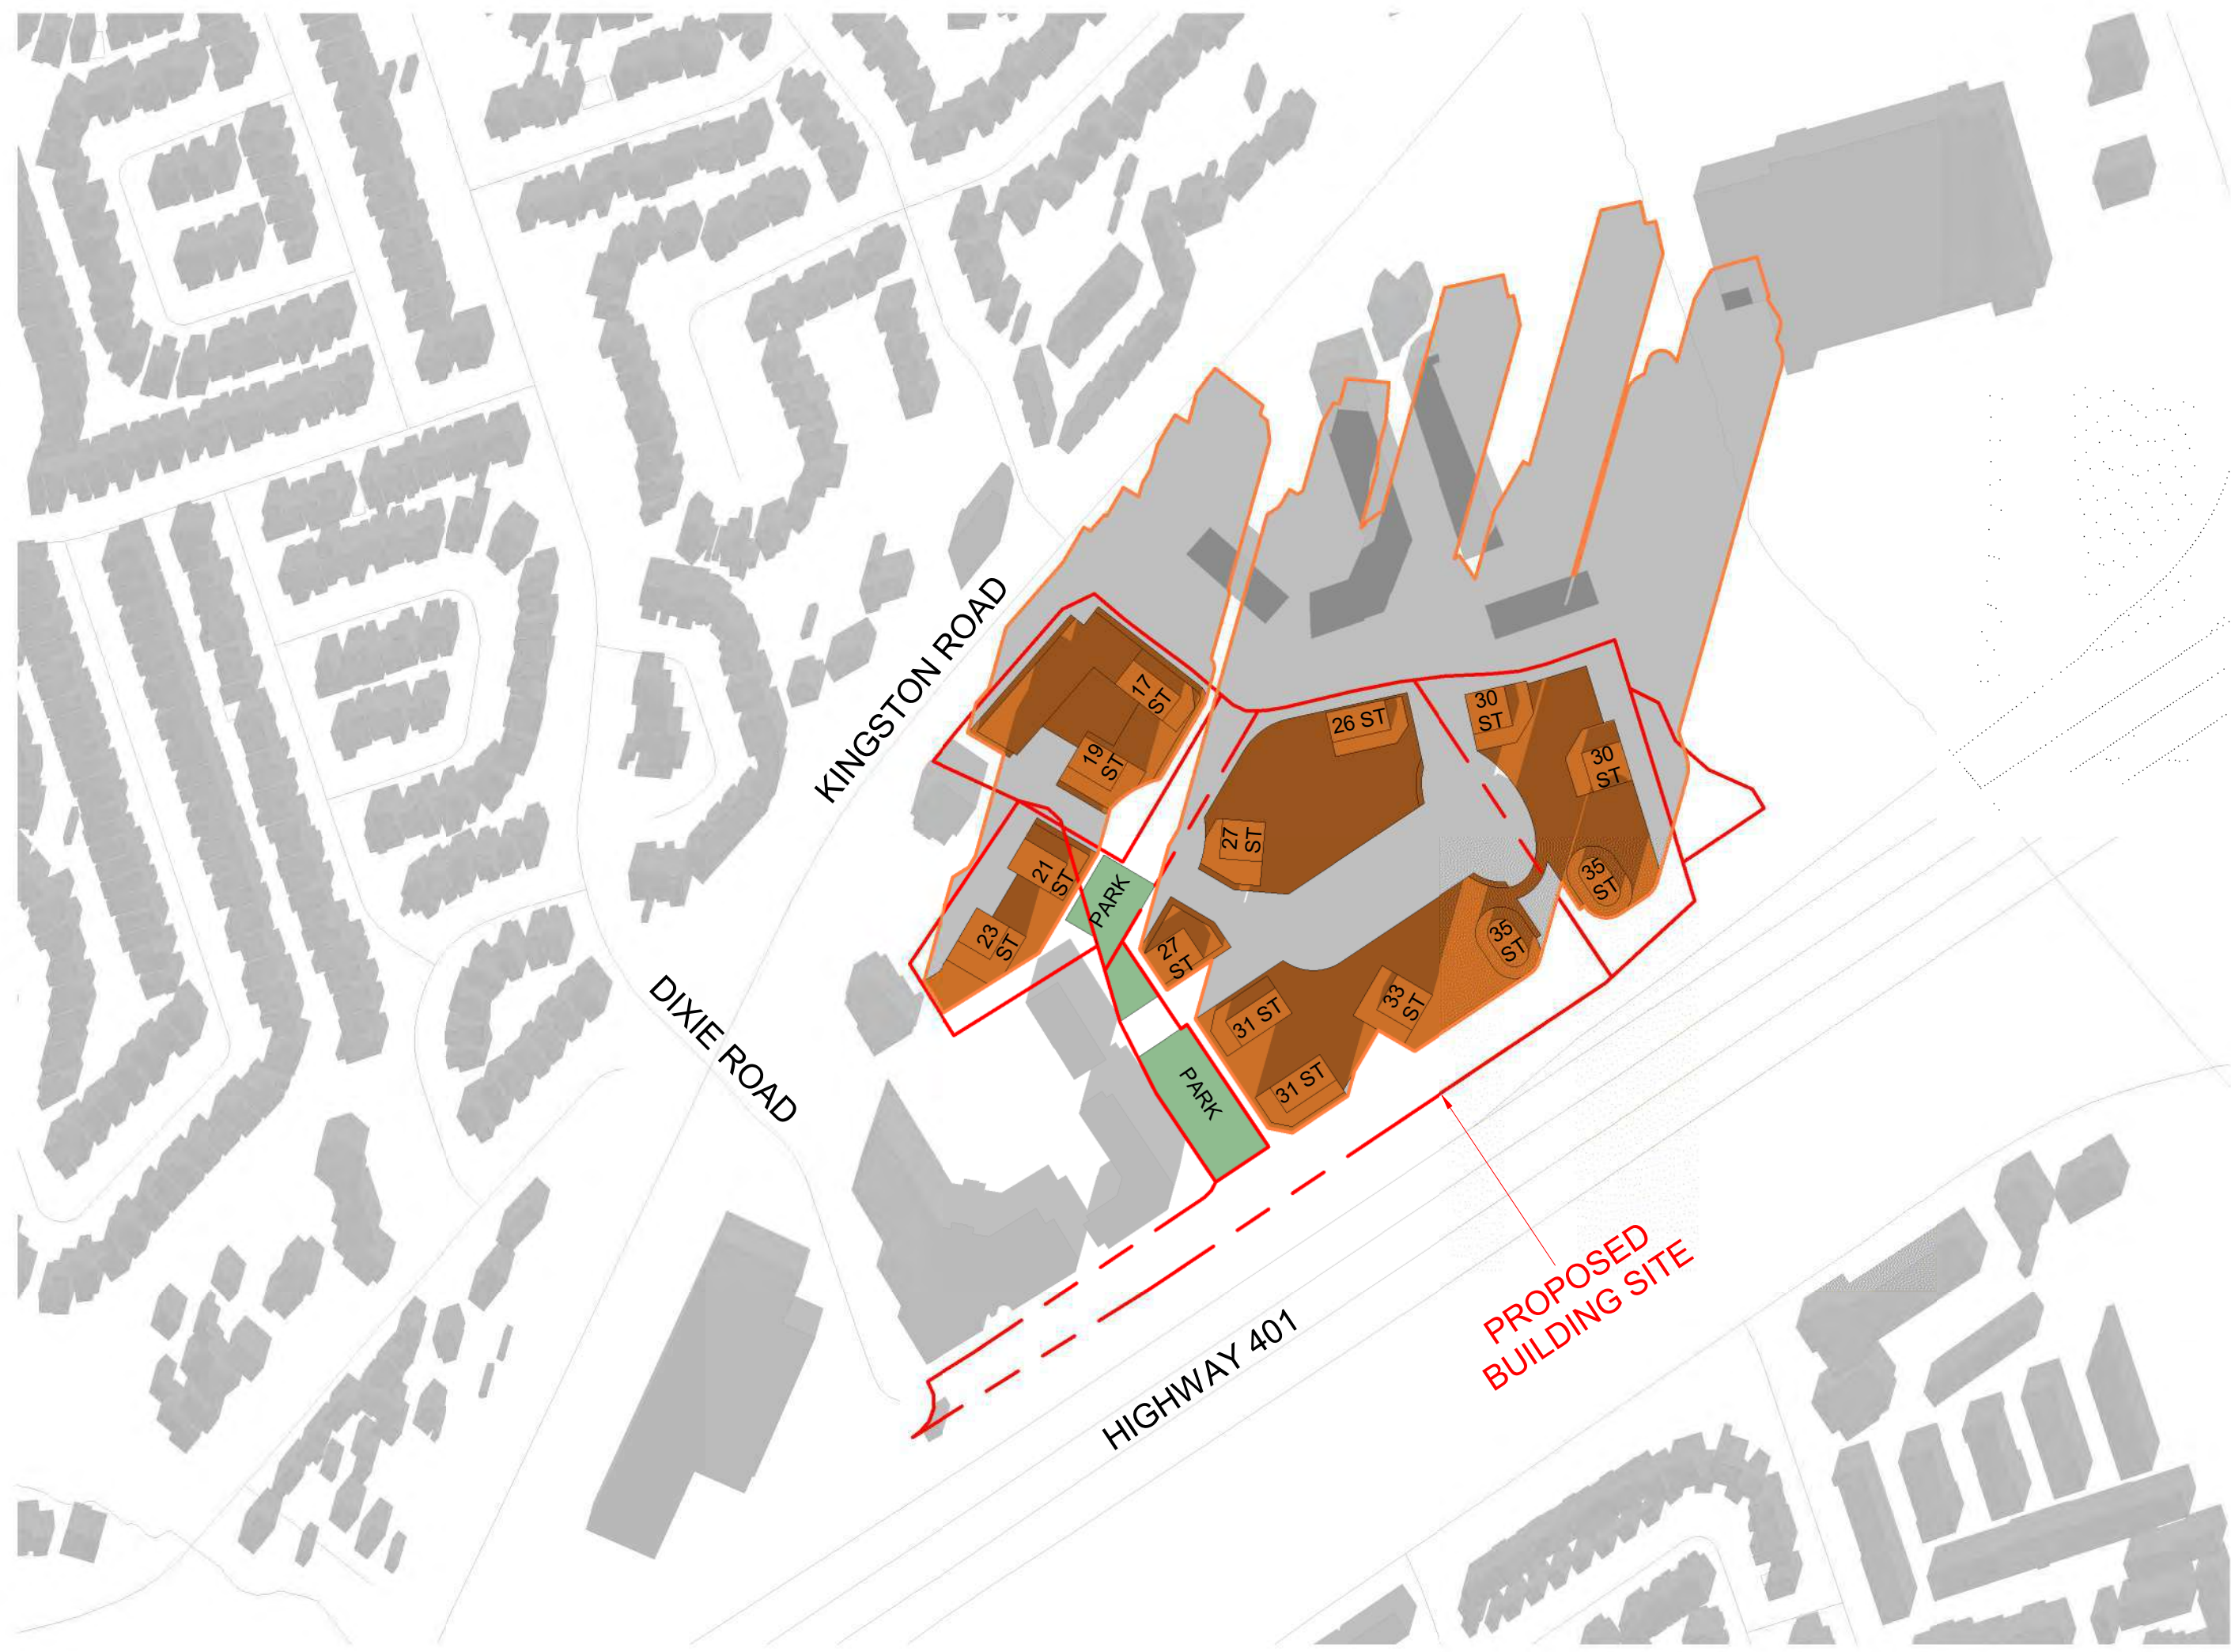 KINGSTON ROAD
17
ST
19
ST
26 ST
30
ST
30
ST
27
ST
21
ST
PARK
35
ST
23
ST
27
ST
35
ST
31 ST
33
ST
31 ST
PARK
DIXIE ROAD
HIGHWAY 401
PROPOSED
BUILDING SITE